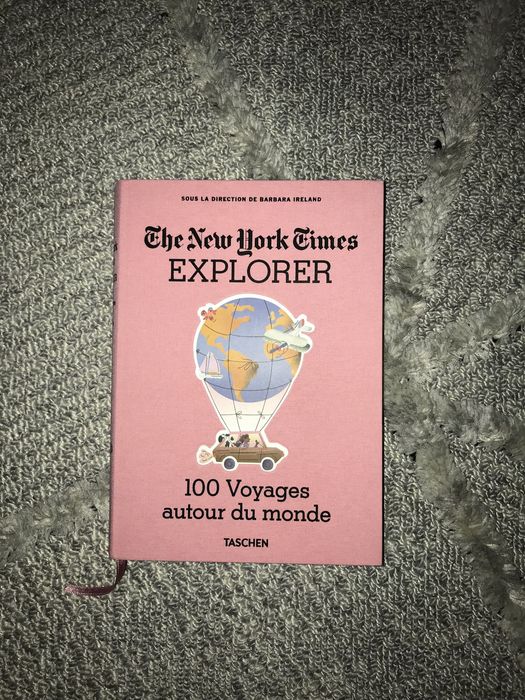 SOUS LA DIRECTION DE BARBARA IRELAND
The New York Times
EXPLORER
100 Voyages
autour du monde
TASCHEN